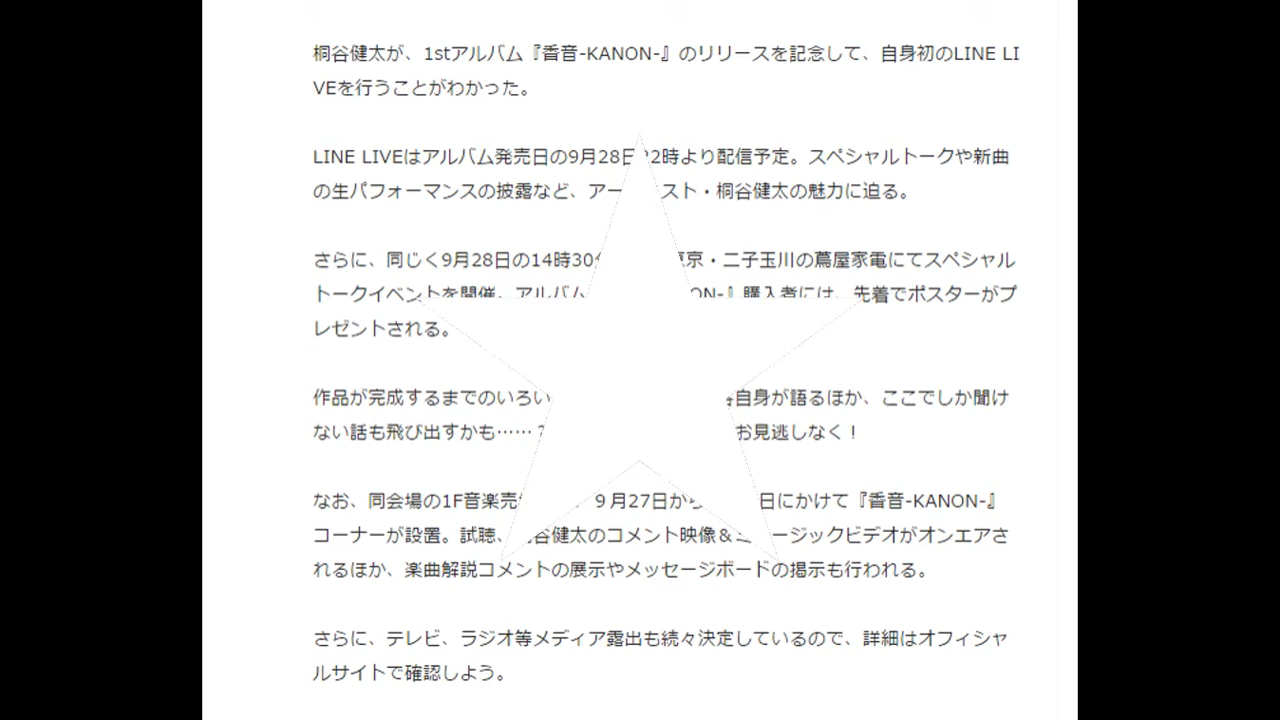 桐谷健太が、1stアルバム『香音-KANON-』のリリースを記念して、自身初のLINE LI
VEを行うことがわかった。
LINE LIVEはアルバム発売日の9月28日22時より配信予定。スペシャルトークや新曲
の生パフォーマンスの披露など、アー スト・桐谷健太の魅力に迫る。
さらに、同じく9月28日の14時30 東京・二子玉川の蔦屋家電にてスペシャル
トークイベントを開催。アルバム ON-』購入者には、先着でポスターがプ
レゼントされる。
作品が完成するまでのいろい 自身が語るほか、ここでしか聞け
ない話も飛び出すかも……? お見逃しなく!
なお、同会場の1F音楽売 9月27日から 日にかけて『香音-KANON-』
コーナーが設置。試聴、 谷健太のコメント映像＆ミ ージックビデオがオンエアさ
れるほか、楽曲解説コメントの展示やメッセージボードの掲示も行われる。
さらに、テレビ、ラジオ等メディア露出も続々決定しているので、詳細はオフィシャ
ルサイトで確認しよう。